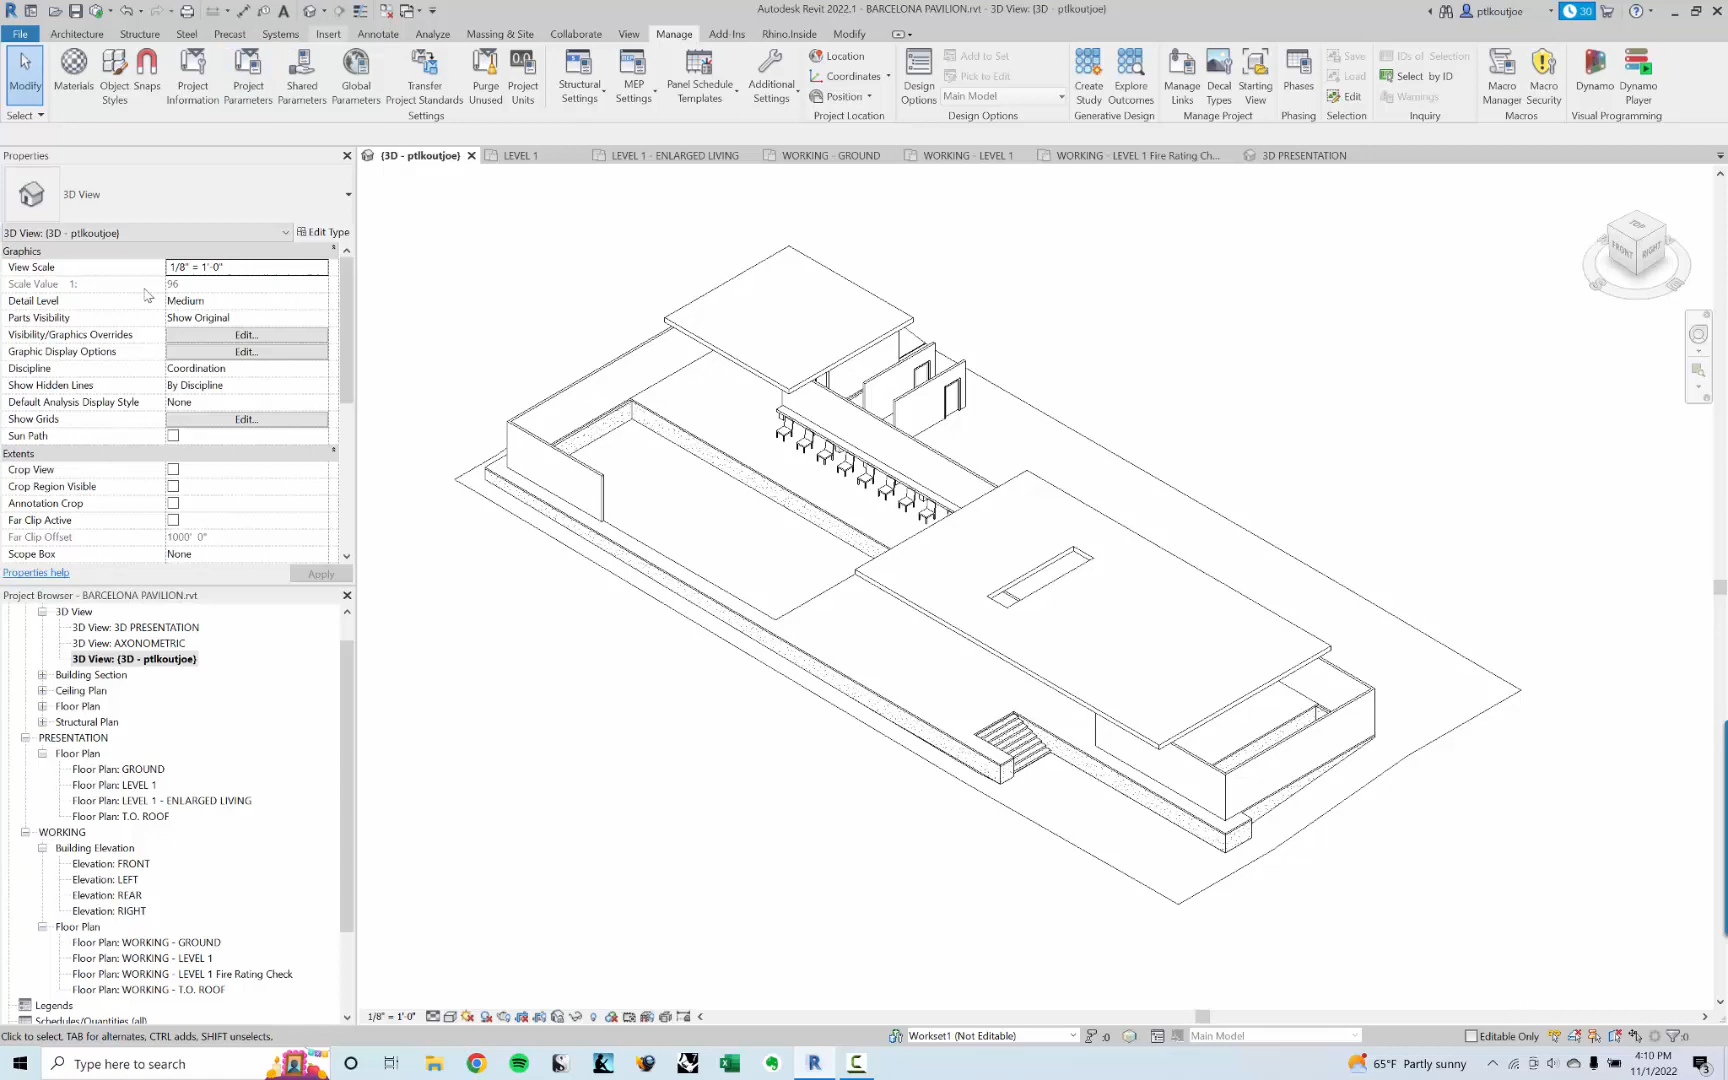 Autodesk Revit 2022.1 - BARCELONA PAVILION.rvt - 3D View: {3D - ptlkoutjoe}
ptlkoutjoe
30
File Architecture Structure Steel Precast Systems Insert Annotate Analyze Massing & Site Collaborate View Manage Add-Ins Rhino.Inside Modify
Modify
Materials
Object Styles
Snaps
Project Information
Project Parameters
Shared Parameters
Global Parameters
Transfer Project Standards
Purge Unused
Project Units
Structural Settings
MEP Settings
Panel Schedule Templates
Additional Settings
Location
Coordinates
Position
Design Options
Add to Set
Pick to Edit
Main Model
Create Study
Explore Outcomes
Manage Links
Decal Types
Starting View
Phases
Save
Load
Edit
IDs of Selection
Select by ID
Warnings
Macro Manager
Macro Security
Dynamo
Dynamo Player
Select Settings Project Location Design Options Generative Design Manage Project Phasing Selection Inquiry Macros Visual Programming
Properties
{3D - ptlkoutjoe} LEVEL 1 LEVEL 1 - ENLARGED LIVING WORKING - GROUND WORKING - LEVEL 1 WORKING - LEVEL 1 Fire Rating Ch... 3D PRESENTATION
3D View
3D View: {3D - ptlkoutjoe} Edit Type
Graphics
View Scale 1/8" = 1'-0"
Scale Value 1: 96
Detail Level Medium
Parts Visibility Show Original
Visibility/Graphics Overrides Edit...
Graphic Display Options Edit...
Discipline Coordination
Show Hidden Lines By Discipline
Default Analysis Display Style None
Show Grids Edit...
Sun Path
Extents
Crop View
Crop Region Visible
Annotation Crop
Far Clip Active
Far Clip Offset 1000' 0"
Scope Box None
Properties help Apply
TOP
FRONT
RIGHT
Project Browser - BARCELONA PAVILION.rvt
3D View
3D View: 3D PRESENTATION
3D View: AXONOMETRIC
3D View: {3D - ptlkoutjoe}
Building Section
Ceiling Plan
Floor Plan
Structural Plan
PRESENTATION
Floor Plan
Floor Plan: GROUND
Floor Plan: LEVEL 1
Floor Plan: LEVEL 1 - ENLARGED LIVING
Floor Plan: T.O. ROOF
WORKING
Building Elevation
Elevation: FRONT
Elevation: LEFT
Elevation: REAR
Elevation: RIGHT
Floor Plan
Floor Plan: WORKING - GROUND
Floor Plan: WORKING - LEVEL 1
Floor Plan: WORKING - LEVEL 1 Fire Rating Check
Floor Plan: WORKING - T.O. ROOF
Legends
Schedules/Quantities (all)
1/8" = 1'-0"
Click to select, TAB for alternates, CTRL adds, SHIFT unselects.
Workset1 (Not Editable)
:0
Main Model
Editable Only
:0
Type here to search
65°F Partly sunny
4:10 PM
11/1/2022
3